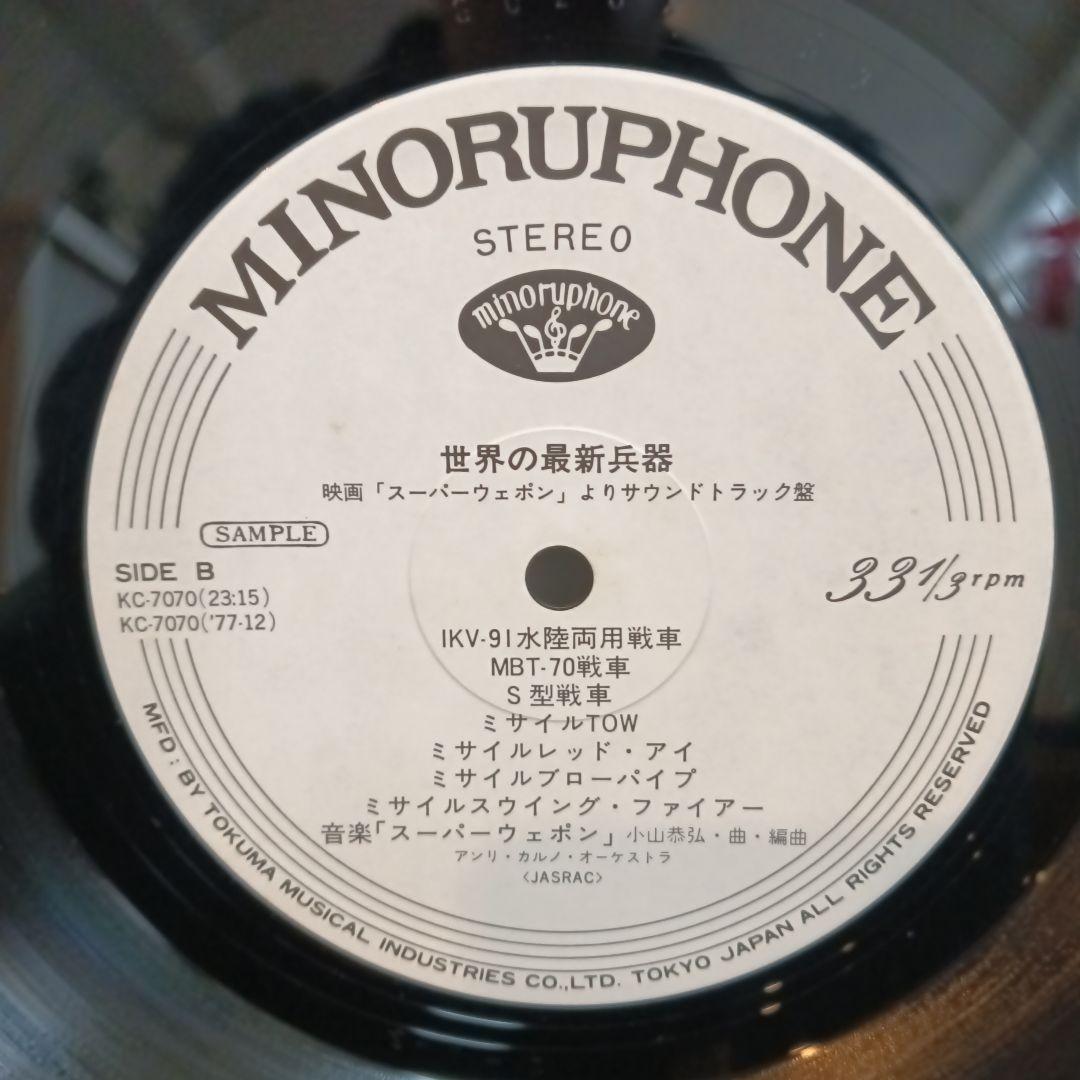 MINORUPHONE
STEREO
minoruphone
世界の最新兵器
映画「スーパーウェポン」よりサウンドトラック盤
SAMPLE
SIDE B
KC-7070(23:15)
KC-7070('77-12)
33 1/3 rpm
IKV-91水陸両用戦車
MBT-70戦車
S型戦車
ミサイルTOW
ミサイルレッド・アイ
ミサイルブローパイプ
ミサイルスウイング・ファイアー
音楽「スーパーウェポン」小山恭弘・曲・編曲
アンリ・カルノ・オーケストラ
〈JASRAC〉
MFD : BY TOKUMA MUSICAL INDUSTRIES CO.,LTD. TOKYO JAPAN ALL RIGHTS RESERVED